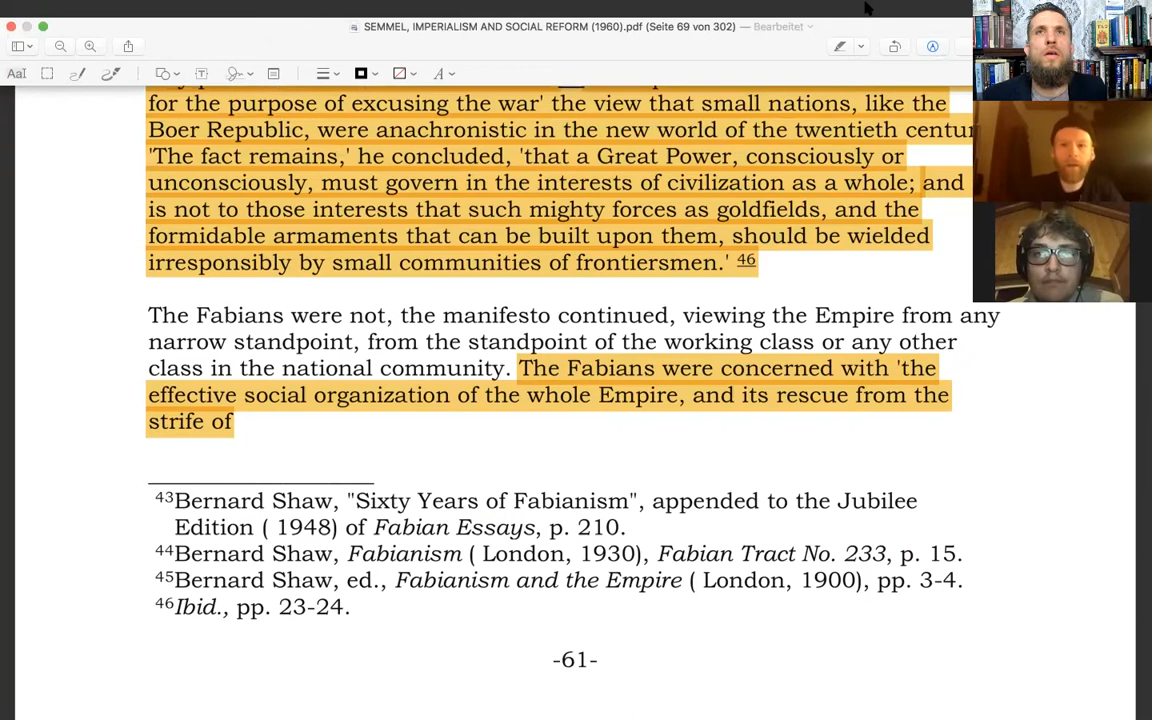 SEMMEL, IMPERIALISM AND SOCIAL REFORM (1960).pdf (Seite 69 von 302) — Bearbeitet
for the purpose of excusing the war' the view that small nations, like the
Boer Republic, were anachronistic in the new world of the twentieth
'The fact remains,' he concluded, 'that a Great Power, consciously or
unconsciously, must govern in the interests of civilization as a whole; and
is not to those interests that such mighty forces as goldfields, and the
formidable armaments that can be built upon them, should be wielded
irresponsibly by small communities of frontiersmen.' 46
The Fabians were not, the manifesto continued, viewing the Empire from any
narrow standpoint, from the standpoint of the working class or any other
class in the national community. The Fabians were concerned with 'the
effective social organization of the whole Empire, and its rescue from the
strife of
43Bernard Shaw, "Sixty Years of Fabianism", appended to the Jubilee
Edition ( 1948) of Fabian Essays, p. 210.
44Bernard Shaw, Fabianism ( London, 1930), Fabian Tract No. 233, p. 15.
45Bernard Shaw, ed., Fabianism and the Empire ( London, 1900), pp. 3-4.
46Ibid., pp. 23-24.
-61-